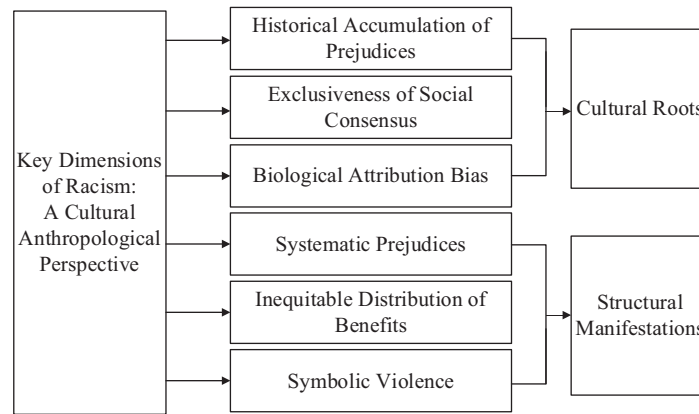 Key Dimensions
of Racism:
A Cultural
Anthropological
Perspective
Historical Accumulation of
Prejudices
Exclusiveness of Social
Consensus
Biological Attribution Bias
Systematic Prejudices
Inequitable Distribution of
Benefits
Symbolic Violence
Cultural Roots
Structural
Manifestations